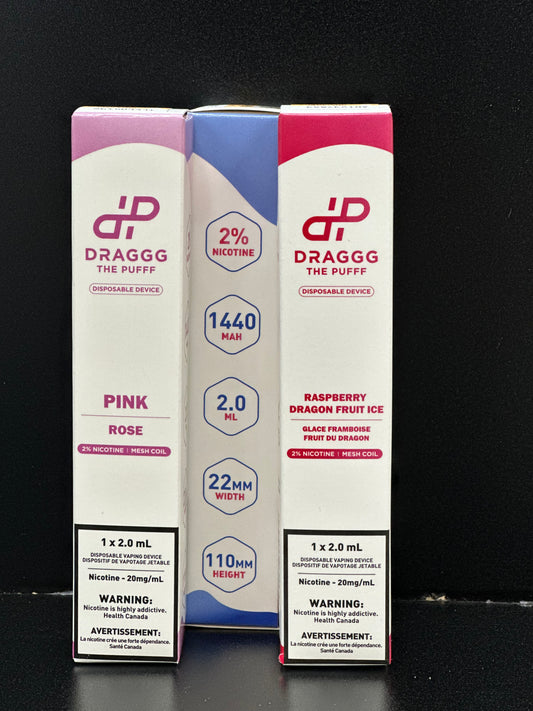 DRAGGG
THE PUFFF
DISPOSABLE DEVICE
PINK
ROSE
2% NICOTINE | MESH COIL
1 x 2.0 mL
DISPOSABLE VAPING DEVICE
DISPOSITIF DE VAPOTAGE JETABLE
Nicotine - 20mg/mL
WARNING:
Nicotine is highly addictive.
Health Canada
AVERTISSEMENT:
La nicotine crée une forte dépendance.
Santé Canada
2%
NICOTINE
1440
MAH
2.0
ML
22MM
WIDTH
110MM
HEIGHT
DRAGGG
THE PUFFF
DISPOSABLE DEVICE
RASPBERRY
DRAGON FRUIT ICE
GLACE FRAMBOISE
FRUIT DU DRAGON
2% NICOTINE | MESH COIL
1 x 2.0 mL
DISPOSABLE VAPING DEVICE
DISPOSITIF DE VAPOTAGE JETABLE
Nicotine - 20mg/mL
WARNING:
Nicotine is highly addictive.
Health Canada
AVERTISSEMENT:
La nicotine crée une forte dépendance.
Santé Canada